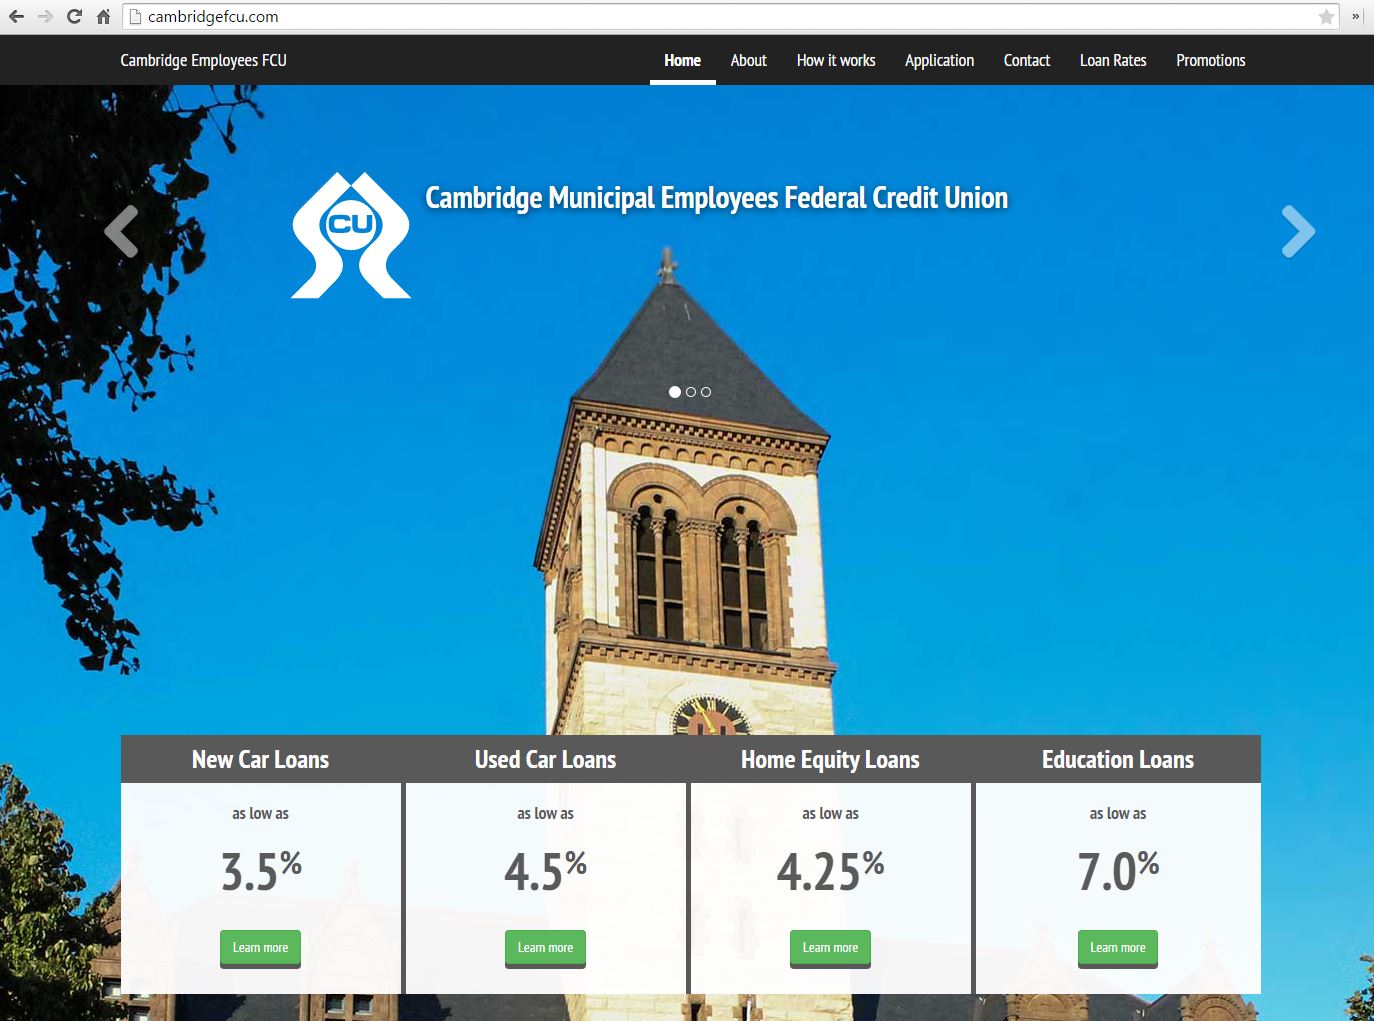 cambridgefcu.com
»
Cambridge Employees FCU
Home About How it works Application Contact Loan Rates Promotions
CU
Cambridge Municipal Employees Federal Credit Union
New Car Loans Used Car Loans Home Equity Loans Education Loans
as low as as low as as low as as low as
3.5% 4.5% 4.25% 7.0%
Learn more Learn more Learn more Learn more